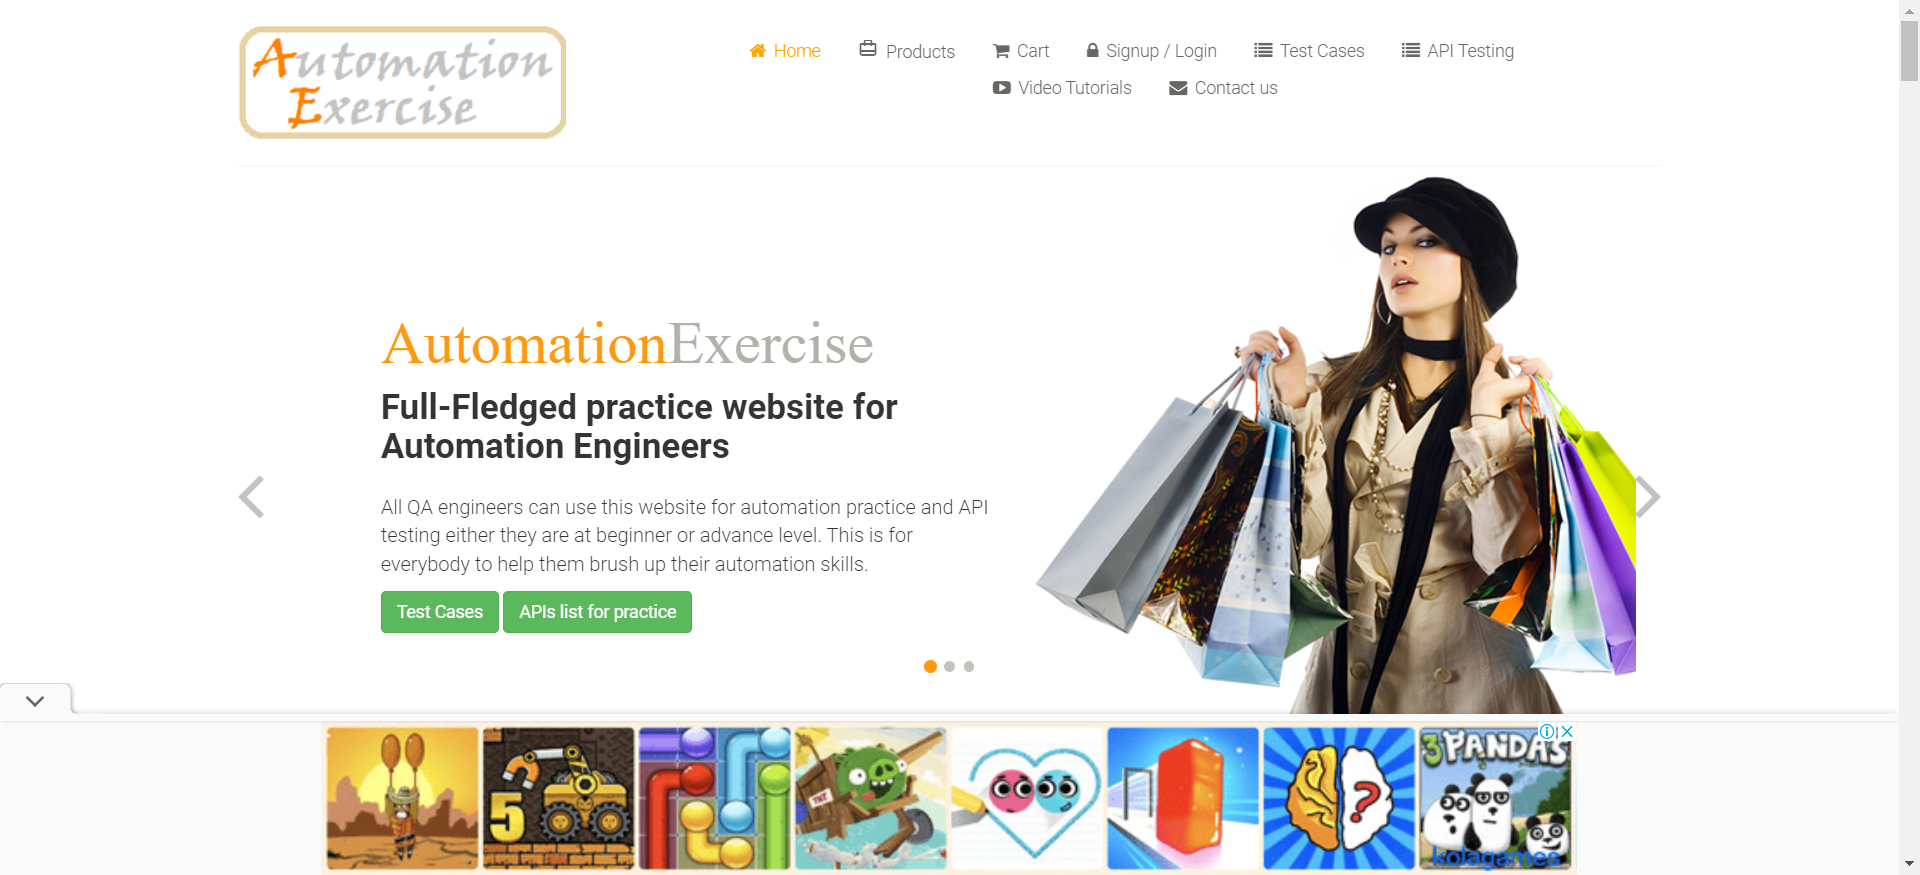 Automation
Exercise
Home
Products
Cart
Signup / Login
Test Cases
API Testing
Video Tutorials
Contact us
AutomationExercise
Full-Fledged practice website for
Automation Engineers
All QA engineers can use this website for automation practice and API
testing either they are at beginner or advance level. This is for
everybody to help them brush up their automation skills.
Test Cases
APIs list for practice
5
TNT
?
3 PANDAS
kolagames